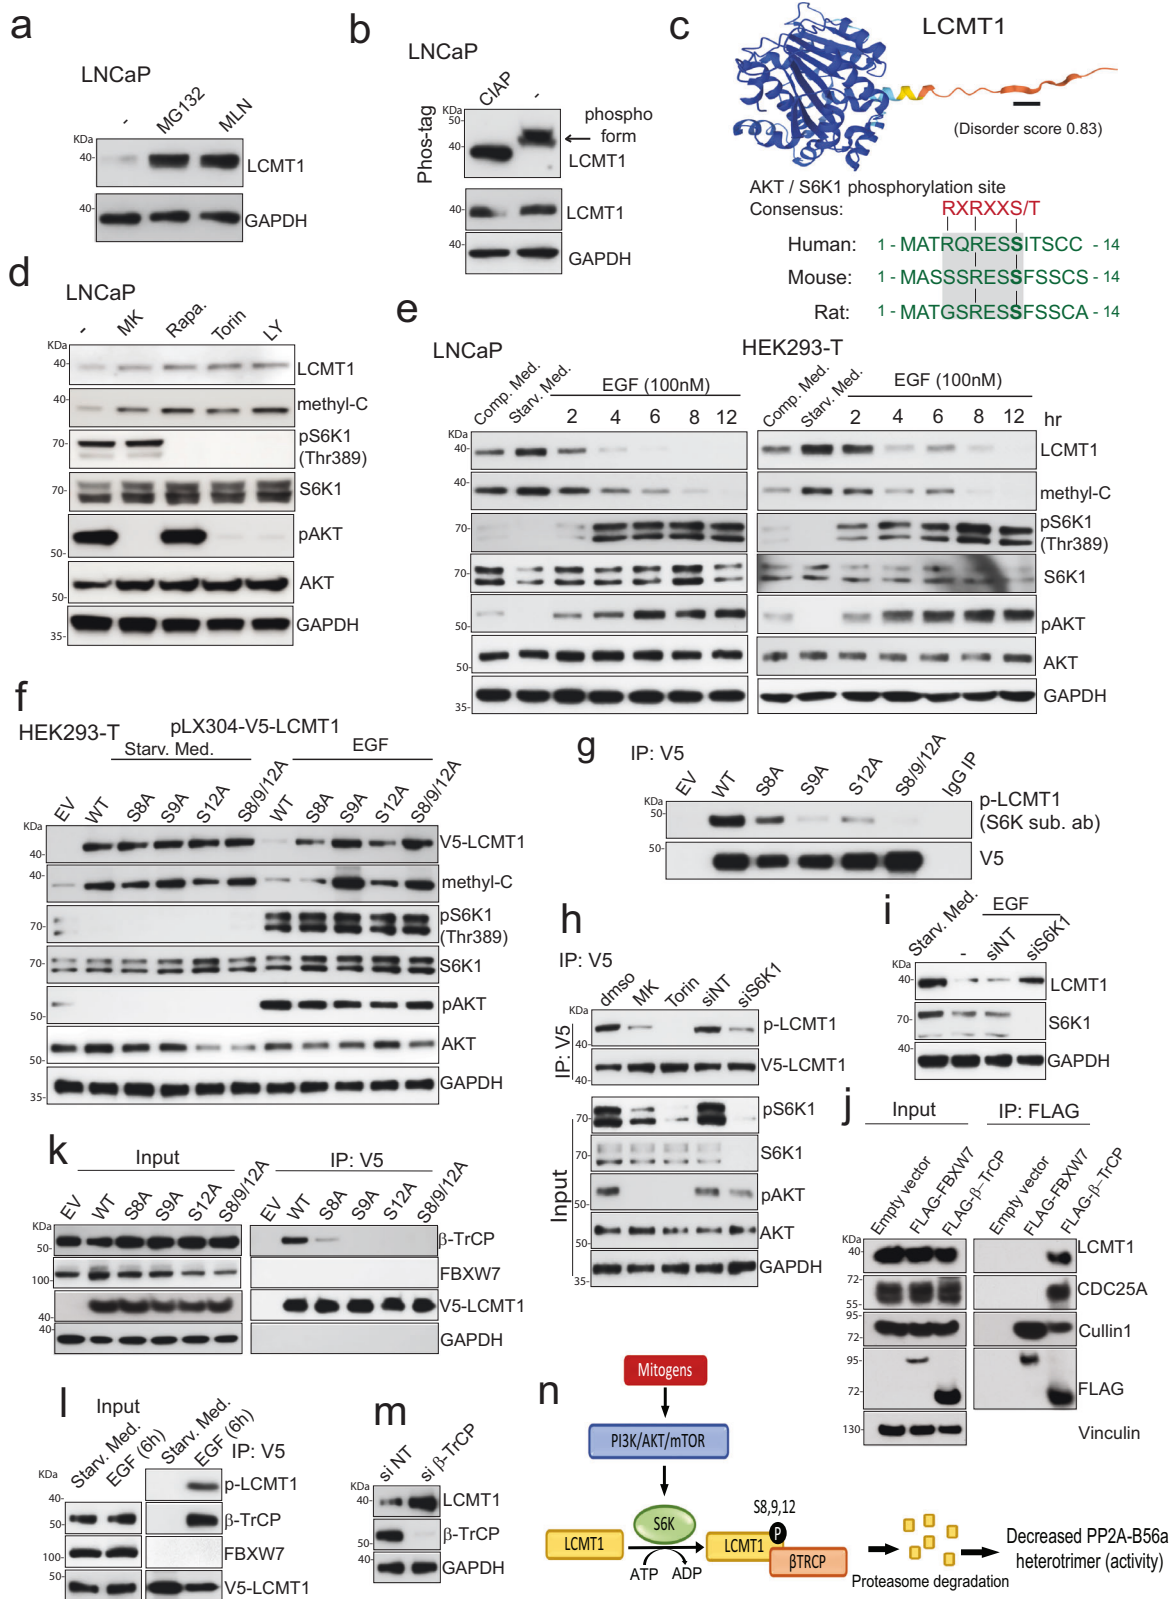 a
LNCaP
-
MG132
MLN
KDa
40-
LCMT1
40-
GAPDH
b
LNCaP
CIAP
-
KDa
50-
40-
Phos-tag
phospho
form
LCMT1
40-
LCMT1
40-
GAPDH
c
LCMT1
(Disorder score 0.83)
AKT / S6K1 phosphorylation site
Consensus: RXRXXS/T
Human: 1 - MATRQRESSITSCC - 14
Mouse: 1 - MASSSRESSFSSCS - 14
Rat: 1 - MATGSRESSFSSCA - 14
d
LNCaP
- MK Rapa. Torin LY
KDa
40- LCMT1
40- methyl-C
70- pS6K1
(Thr389)
70- S6K1
50- pAKT
50- AKT
35- GAPDH
e
LNCaP
HEK293-T
Comp. Med. Starv. Med. EGF (100nM)
2 4 6 8 12
Comp. Med. Starv. Med. EGF (100nM)
2 4 6 8 12 hr
KDa
40- LCMT1
40- methyl-C
70- pS6K1
(Thr389)
70- S6K1
50- pAKT
50- AKT
35- GAPDH
f
HEK293-T
pLX304-V5-LCMT1
Starv. Med.
EGF
EV WT S8A S9A S12A S8/9/12A WT S8A S9A S12A S8/9/12A
KDa
40- V5-LCMT1
40- methyl-C
70- pS6K1
(Thr389)
70- S6K1
50- pAKT
50- AKT
35- GAPDH
g
IP: V5
EV WT S8A S9A S12A S8/9/12A IgG IP
KDa
50- p-LCMT1
(S6K sub. ab)
50- V5
h
IP: V5
dmso MK Torin siNT siS6K1
KDa
IP: V5
40- p-LCMT1
40- V5-LCMT1
Input
70- pS6K1
70- S6K1
50- pAKT
50- AKT
35- GAPDH
i
Starv. Med.
EGF
- siNT siS6K1
KDa
40- LCMT1
70- S6K1
40- GAPDH
j
Input
IP: FLAG
Empty vector FLAG-FBXW7 FLAG-β-TrCP
Empty vector FLAG-FBXW7 FLAG-β-TrCP
KDa
40- LCMT1
72-
55- CDC25A
95-
72- Cullin1
95-
72- FLAG
130- Vinculin
k
Input
IP: V5
EV WT S8A S9A S12A S8/9/12A
EV WT S8A S9A S12A S8/9/12A
KDa
50- β-TrCP
100- FBXW7
50-
40- V5-LCMT1
40- GAPDH
l
Input
IP: V5
Starv. Med. EGF (6h)
Starv. Med. EGF (6h)
KDa
40- p-LCMT1
50- β-TrCP
100- FBXW7
50- V5-LCMT1
m
si NT si β-TrCP
KDa
40- LCMT1
50- β-TrCP
40- GAPDH
n
Mitogens
PI3K/AKT/mTOR
S6K
LCMT1
ATP
ADP
S8,9,12
P
LCMT1
βTRCP
Proteasome degradation
Decreased PP2A-B56a
heterotrimer (activity)